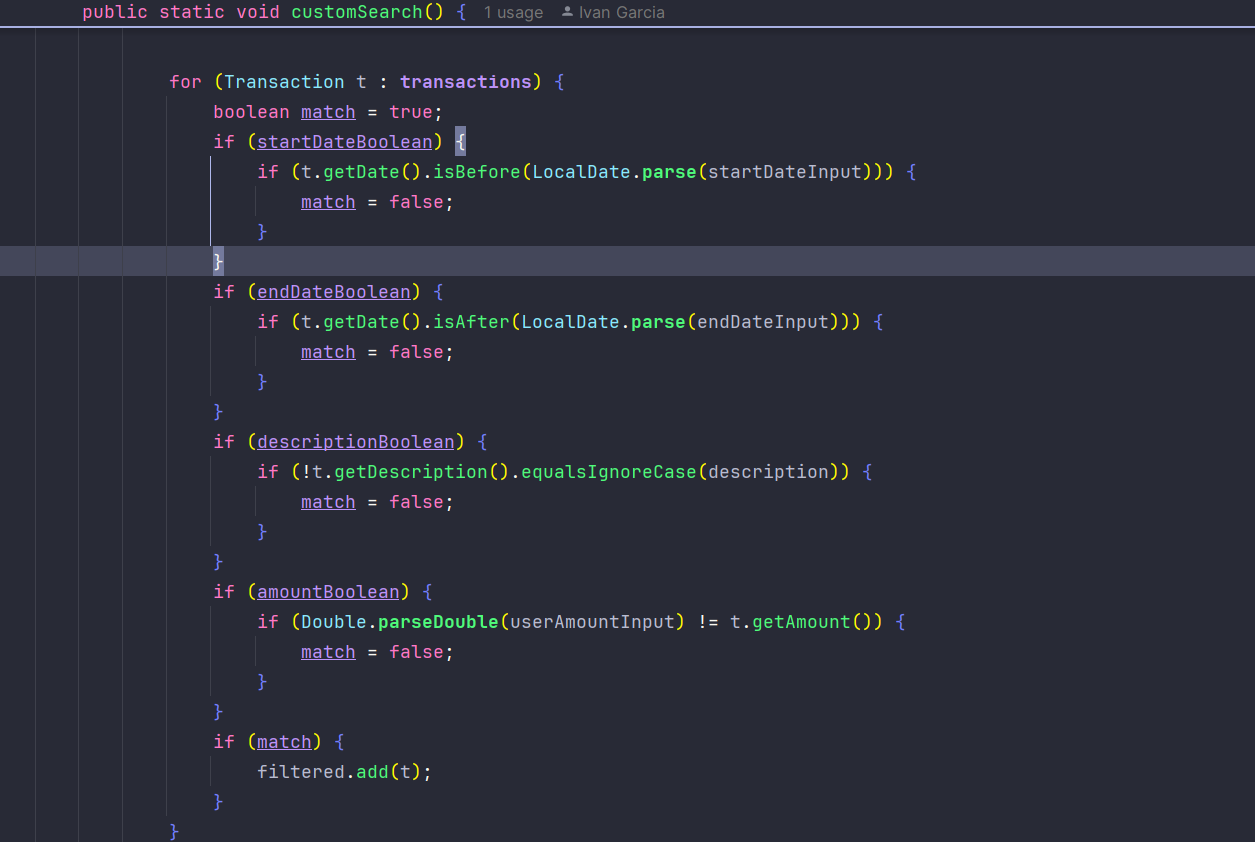 public static void customSearch() { 1 usage Ivan Garcia
for (Transaction t : transactions) {
boolean match = true;
if (startDateBoolean) {
if (t.getDate().isBefore(LocalDate.parse(startDateInput))) {
match = false;
}
}
if (endDateBoolean) {
if (t.getDate().isAfter(LocalDate.parse(endDateInput))) {
match = false;
}
}
if (descriptionBoolean) {
if (!t.getDescription().equalsIgnoreCase(description)) {
match = false;
}
}
if (amountBoolean) {
if (Double.parseDouble(userAmountInput) != t.getAmount()) {
match = false;
}
}
if (match) {
filtered.add(t);
}
}